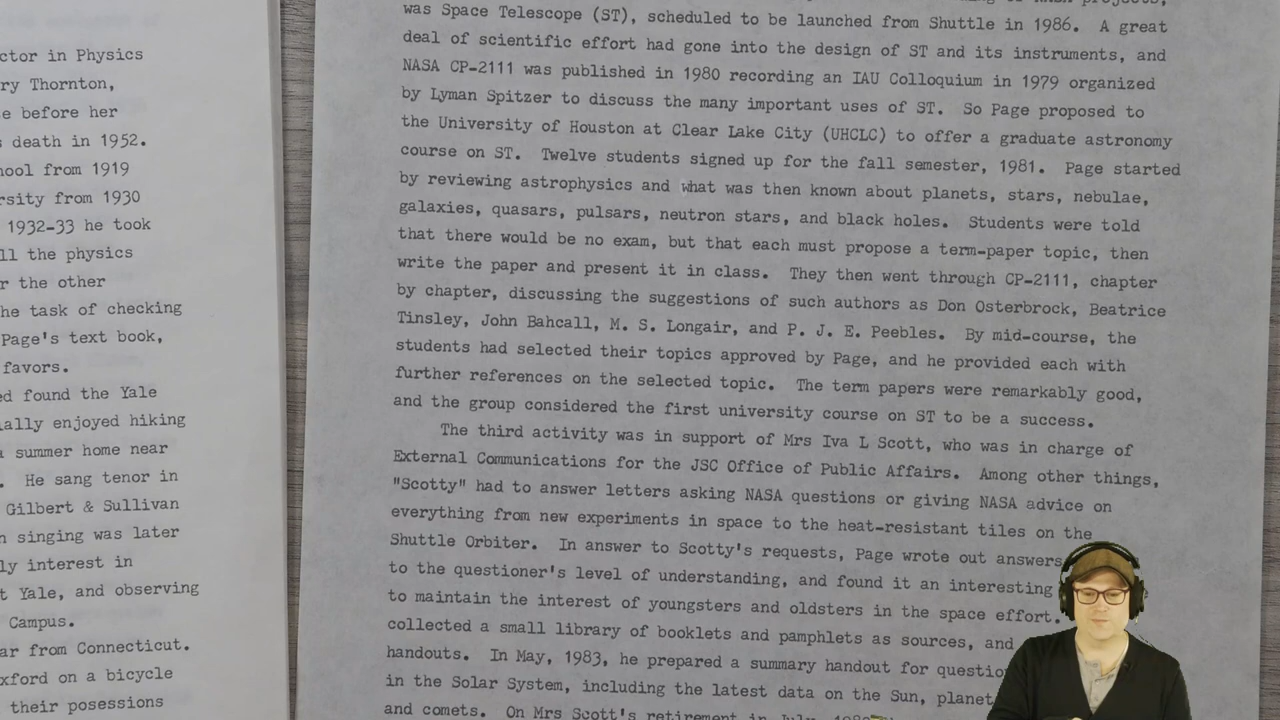 ctor in Physics
ry Thornton,
e before her
s death in 1952.
hool from 1919
rsity from 1930
1932-33 he took
ll the physics
r the other
he task of checking
Page's text book,
favors.
ed found the Yale
ially enjoyed hiking
a summer home near
. He sang tenor in
Gilbert & Sullivan
n singing was later
ly interest in
t Yale, and observing
Campus.
ar from Connecticut.
xford on a bicycle
their posessions
was Space Telescope (ST), scheduled to be launched from Shuttle in 1986. A great
deal of scientific effort had gone into the design of ST and its instruments, and
NASA CP-2111 was published in 1980 recording an IAU Colloquium in 1979 organized
by Lyman Spitzer to discuss the many important uses of ST. So Page proposed to
the University of Houston at Clear Lake City (UHCLC) to offer a graduate astronomy
course on ST. Twelve students signed up for the fall semester, 1981. Page started
by reviewing astrophysics and what was then known about planets, stars, nebulae,
galaxies, quasars, pulsars, neutron stars, and black holes. Students were told
that there would be no exam, but that each must propose a term-paper topic, then
write the paper and present it in class. They then went through CP-2111, chapter
by chapter, discussing the suggestions of such authors as Don Osterbrock, Beatrice
Tinsley, John Bahcall, M. S. Longair, and P. J. E. Peebles. By mid-course, the
students had selected their topics approved by Page, and he provided each with
further references on the selected topic. The term papers were remarkably good,
and the group considered the first university course on ST to be a success.
The third activity was in support of Mrs Iva L Scott, who was in charge of
External Communications for the JSC Office of Public Affairs. Among other things,
"Scotty" had to answer letters asking NASA questions or giving NASA advice on
everything from new experiments in space to the heat-resistant tiles on the
Shuttle Orbiter. In answer to Scotty's requests, Page wrote out answers
to the questioner's level of understanding, and found it an interesting
to maintain the interest of youngsters and oldsters in the space effort.
collected a small library of booklets and pamphlets as sources, and
handouts. In May, 1983, he prepared a summary handout for questio
in the Solar System, including the latest data on the Sun, planet
and comets. On Mrs Scott's retirement in July,